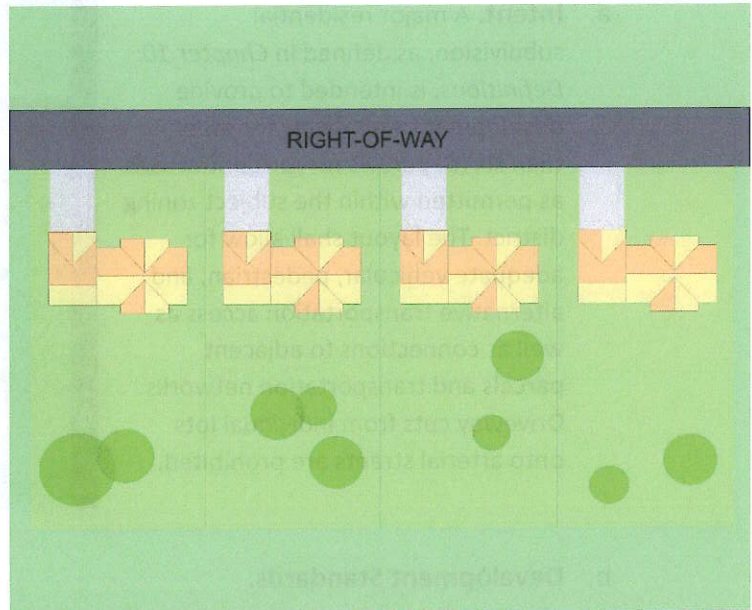 a. Intent. A major residential
subdivision, as defined in Chapter 10:
Definitions, is intended to provide
RIGHT-OF-WAY
as permitted within the subject zoning
district. The layout shall allow for
adequate vehicular, pedestrian, and
alternative transportation access as
well as connections to adjacent
parcels and transportation networks.
Driveway cuts from individual lots
onto arterial streets are prohibited.
b. Development Standards.